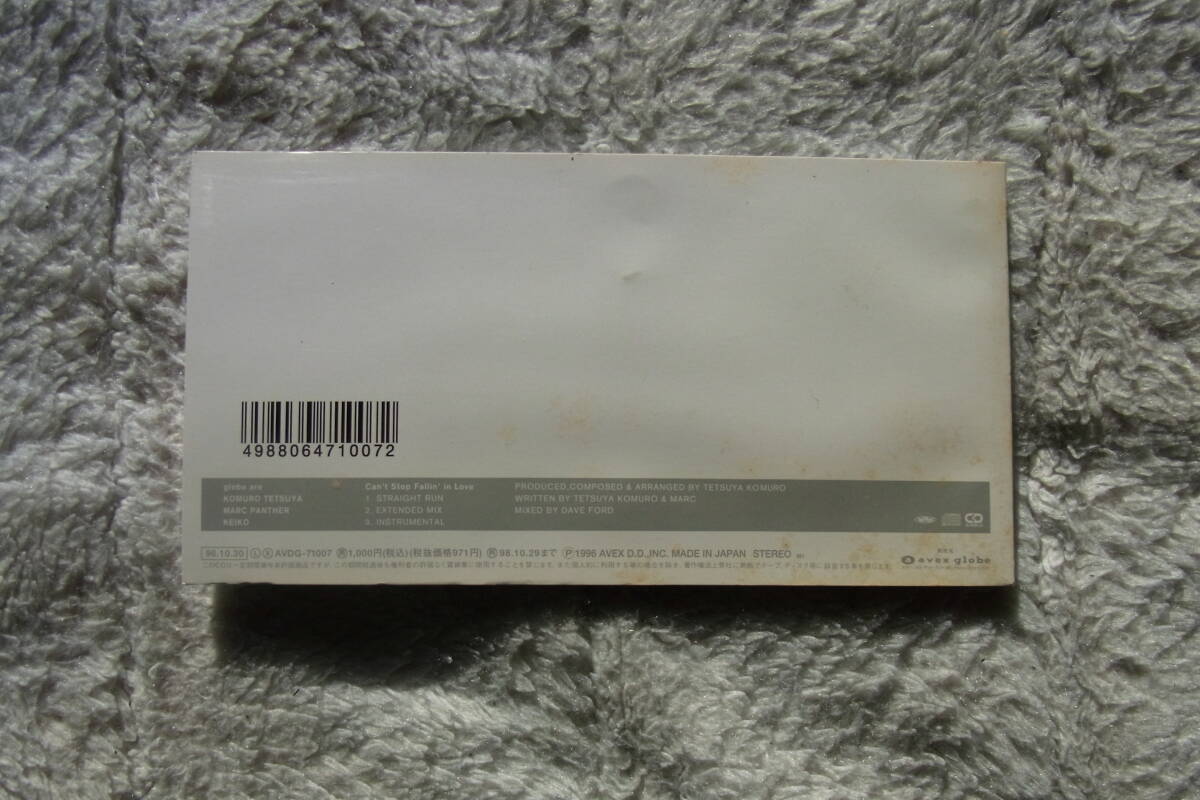 4988064710072
globe are
KOMURO TETSUYA
MARC PANTHER
KEIKO
Can't Stop Fallin' in Love
1. STRAIGHT RUN
2. EXTENDED MIX
3. INSTRUMENTAL
PRODUCED,COMPOSED & ARRANGED BY TETSUYA KOMURO
WRITTEN BY TETSUYA KOMURO & MARC
MIXED BY DAVE FORD
96.10.30 Ⓛ Ⓧ AVDG-71007 ㊖1,000円(税込)(税抜価格971円) 98.10.29まで Ⓟ1996 AVEX D.D.,INC. MADE IN JAPAN STEREO
avex globe